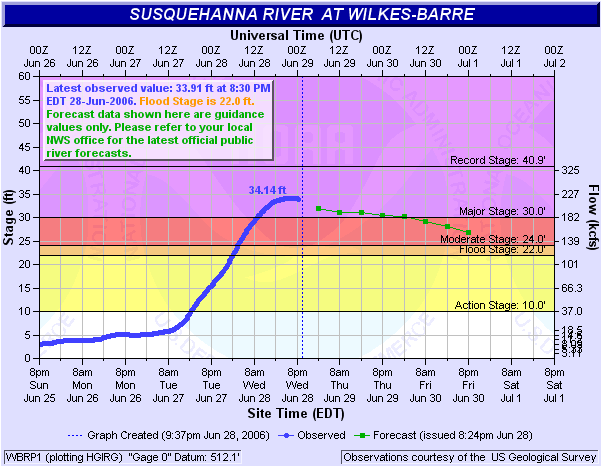 SUSQUEHANNA RIVER AT WILKES-BARRE
Universal Time (UTC)
00Z 12Z 00Z 12Z 00Z 12Z 00Z 12Z 00Z 12Z 00Z 12Z 00Z
Jun 26 Jun 26 Jun 27 Jun 27 Jun 28 Jun 28 Jun 29 Jun 29 Jun 30 Jun 30 Jul 1 Jul 1 Jul 2
Latest observed value: 33.91 ft at 8:30 PM
EDT 28-Jun-2006. Flood Stage is 22.0 ft.
Forecast data shown here are guidance
values only. Please refer to your local
NWS office for the latest official public
river forecasts.
Stage (ft)
60
55
50
45
40
35
30
25
20
15
10
5
0
34.14 ft
Record Stage: 40.9'
Major Stage: 30.0'
Moderate Stage: 24.0'
Flood Stage: 22.0'
Action Stage: 10.0'
Flow (kcfs)
325
227
182
139
101
66.3
37.0
18.5
8pm 8am 8pm 8am 8pm 8am 8pm 8am 8pm 8am 8pm 8am 8pm
Sun Mon Mon Tue Tue Wed Wed Thu Thu Fri Fri Sat Sat
Jun 25 Jun 26 Jun 26 Jun 27 Jun 27 Jun 28 Jun 28 Jun 29 Jun 29 Jun 30 Jun 30 Jul 1 Jul 1
Site Time (EDT)
Graph Created (9:37pm Jun 28, 2006) Observed Forecast (issued 8:24pm Jun 28)
WBRP1 (plotting HGIRG) "Gage 0" Datum: 512.1'
Observations courtesy of the US Geological Survey